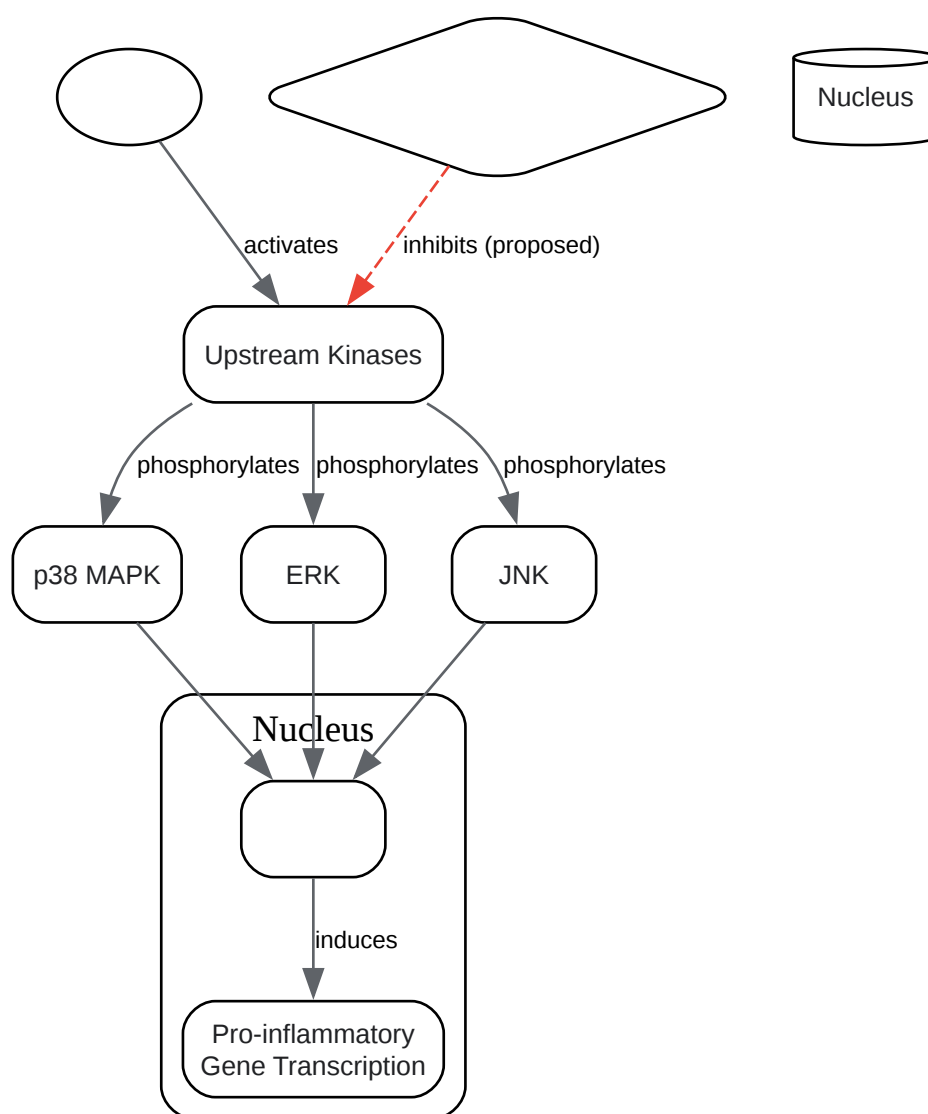 Nucleus
activates
inhibits (proposed)
Upstream Kinases
phosphorylates
phosphorylates
phosphorylates
p38 MAPK
ERK
JNK
Nucleus
induces
Pro-inflammatory
Gene Transcription